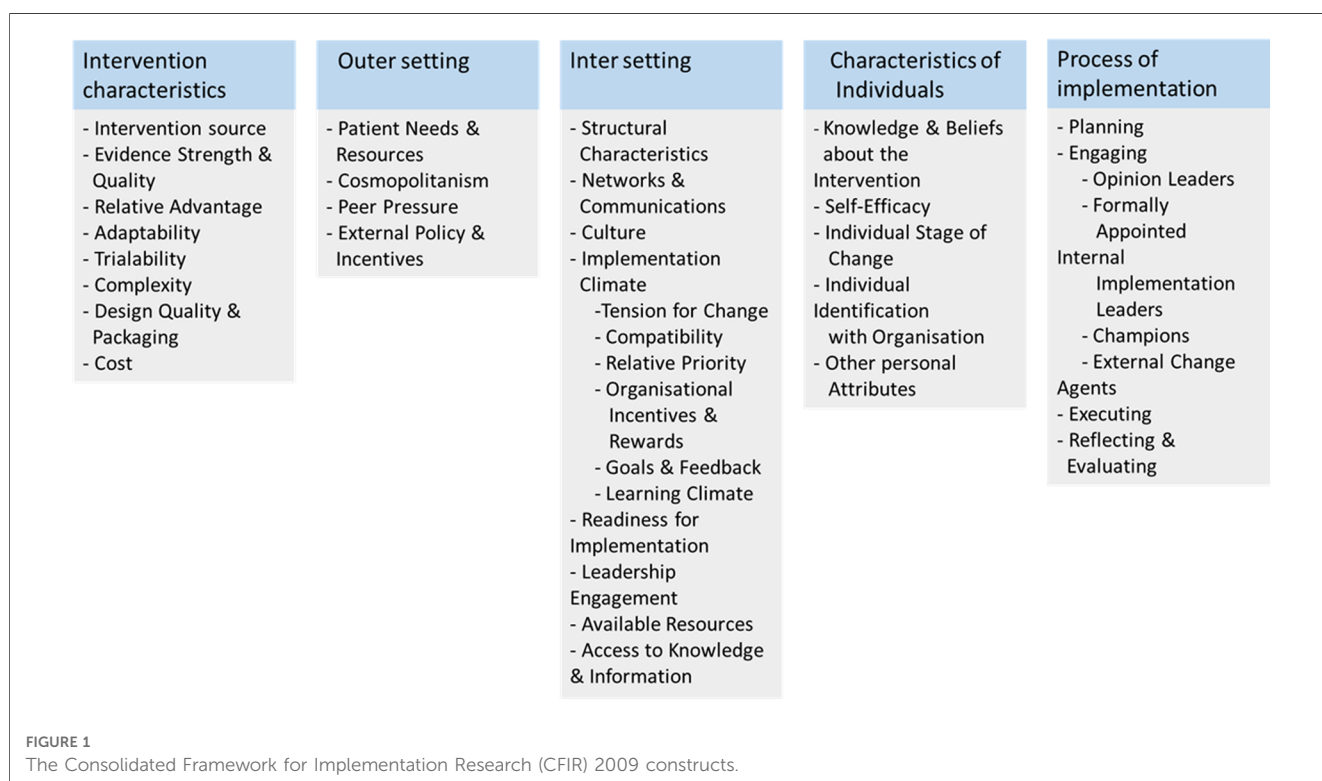 Intervention
characteristics
- Intervention source
- Evidence Strength &
Quality
- Relative Advantage
- Adaptability
- Trialability
- Complexity
- Design Quality &
Packaging
- Cost
Outer setting
- Patient Needs &
Resources
- Cosmopolitanism
- Peer Pressure
- External Policy &
Incentives
Inter setting
- Structural
Characteristics
- Networks &
Communications
- Culture
- Implementation
Climate
-Tension for Change
- Compatibility
- Relative Priority
- Organisational
Incentives &
Rewards
- Goals & Feedback
- Learning Climate
- Readiness for
Implementation
- Leadership
Engagement
- Available Resources
- Access to Knowledge
& Information
Characteristics of
Individuals
- Knowledge & Beliefs
about the
Intervention
- Self-Efficacy
- Individual Stage of
Change
- Individual
Identification
with Organisation
- Other personal
Attributes
Process of
implementation
- Planning
- Engaging
- Opinion Leaders
- Formally
Appointed
Internal
Implementation
Leaders
- Champions
- External Change
Agents
- Executing
- Reflecting &
Evaluating
FIGURE 1
The Consolidated Framework for Implementation Research (CFIR) 2009 constructs.